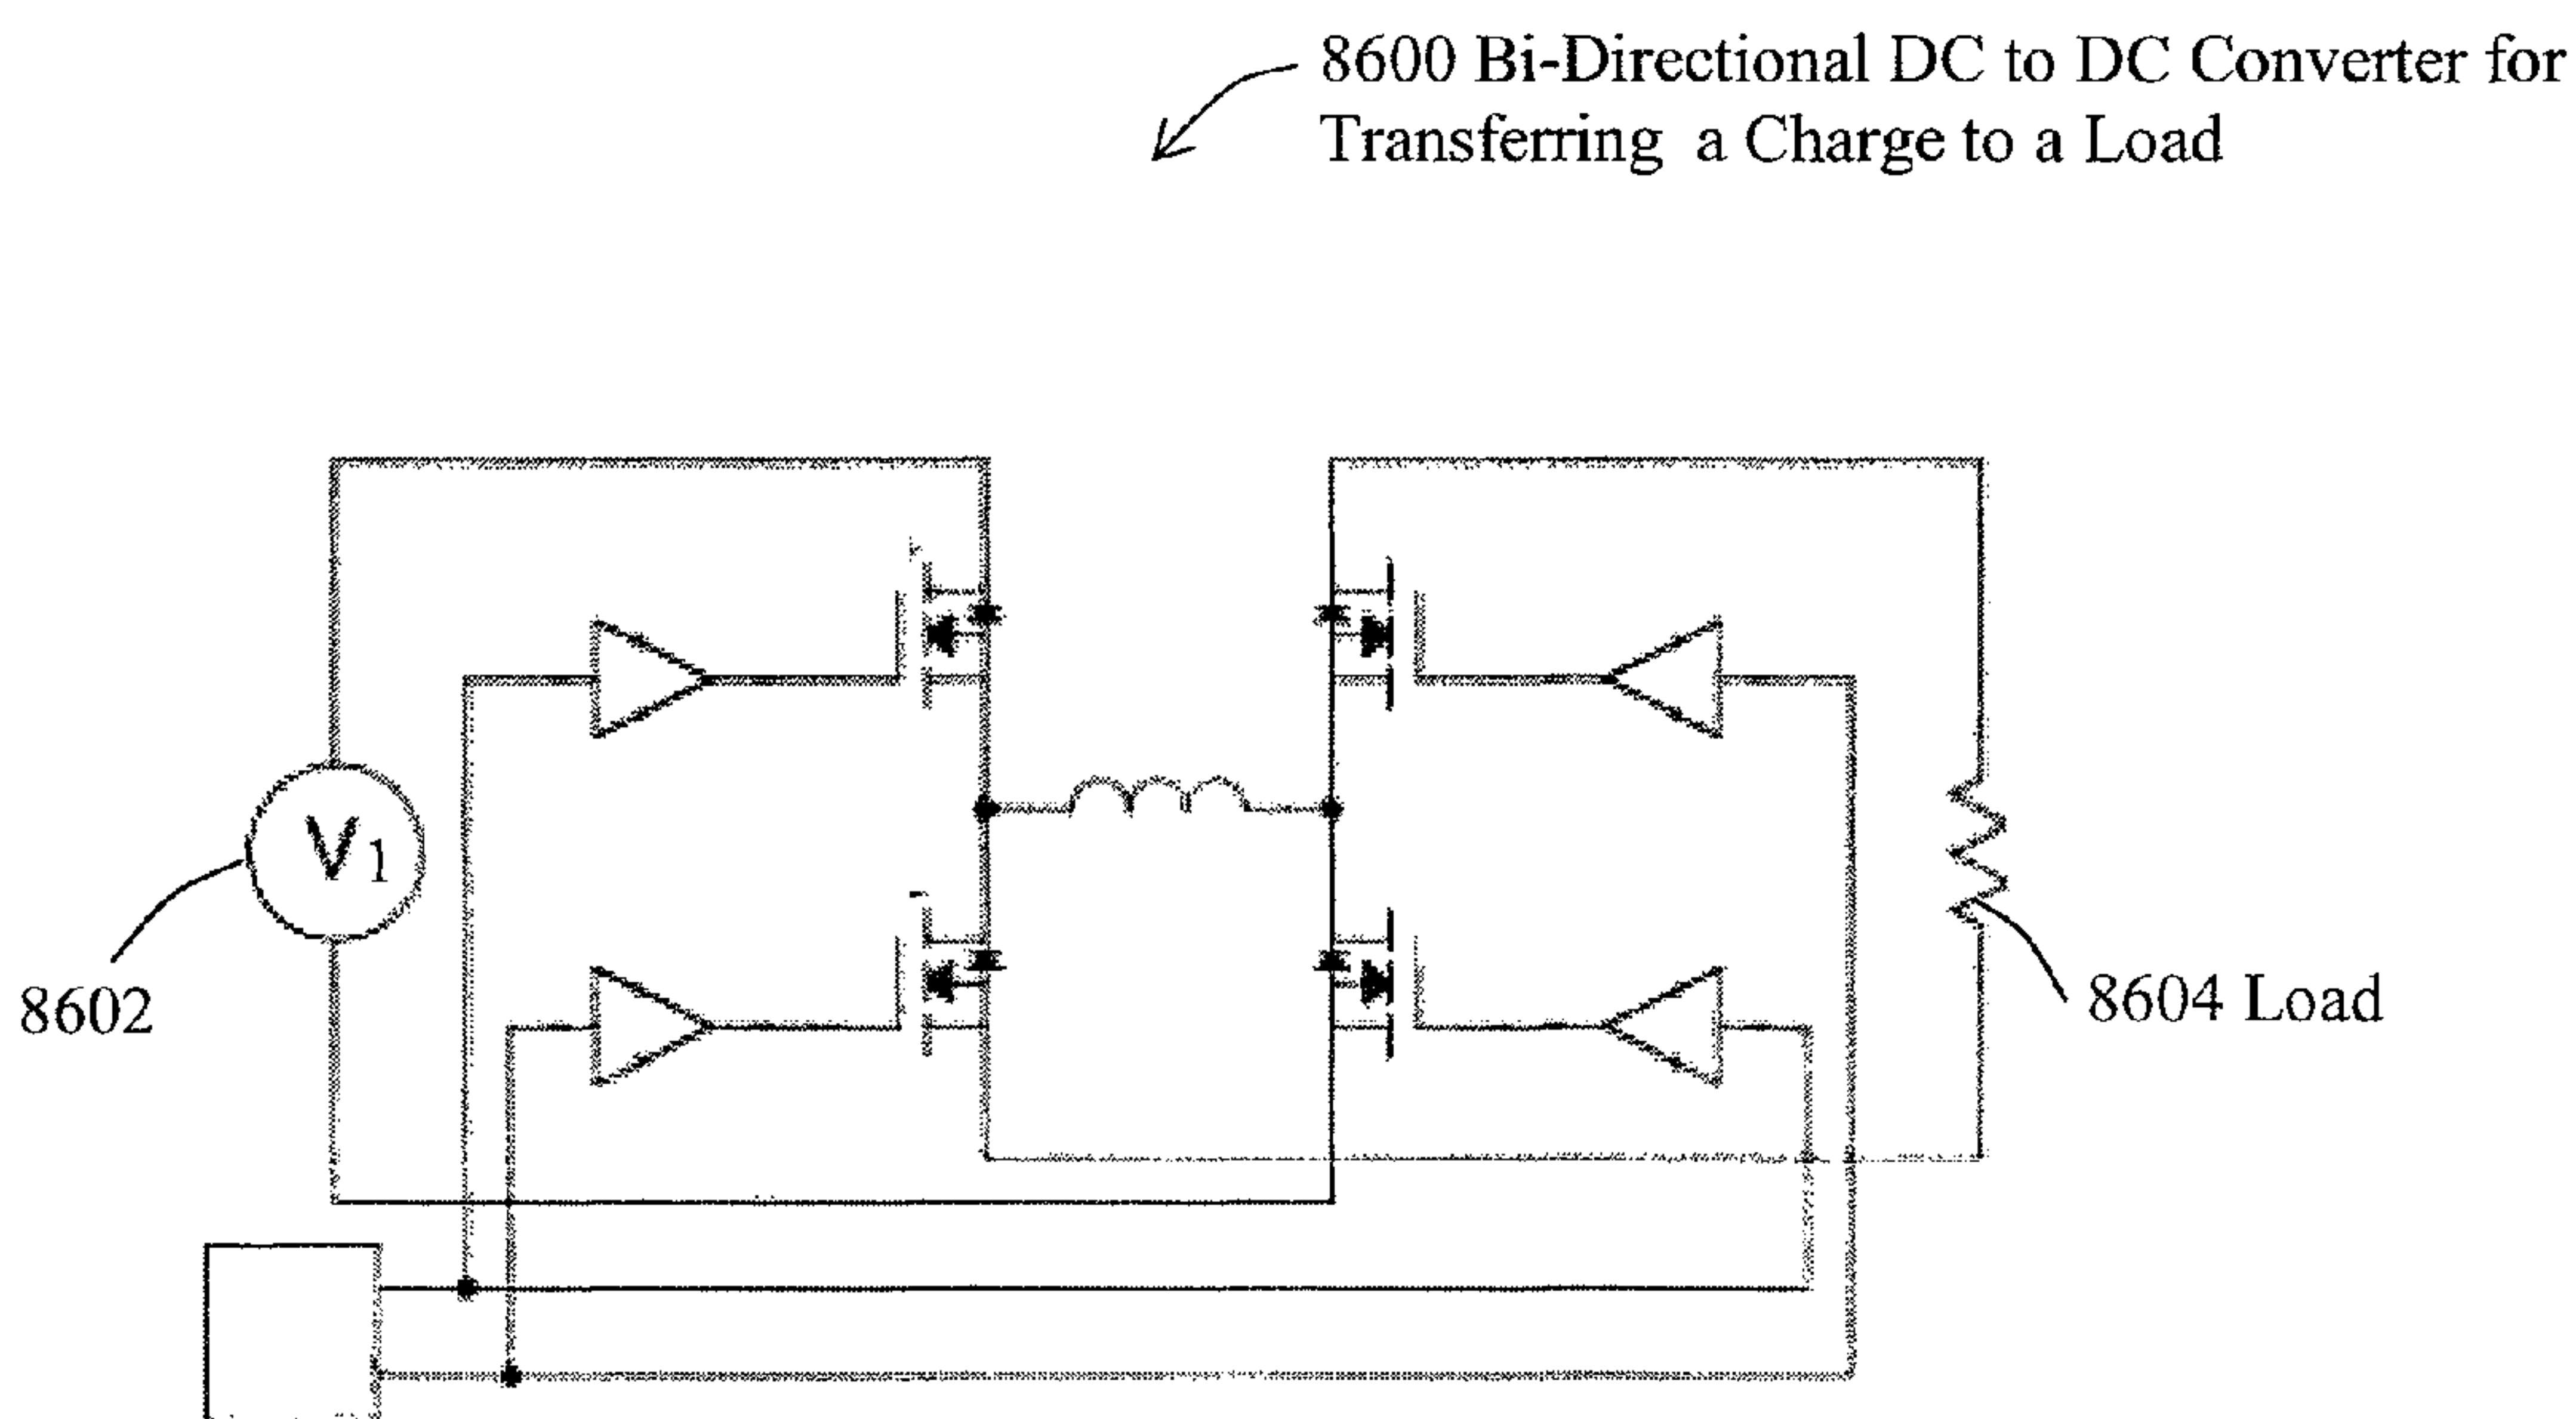 8600 Bi-Directional DC to DC Converter for
Transferring a Charge to a Load
V1
8602
8604 Load